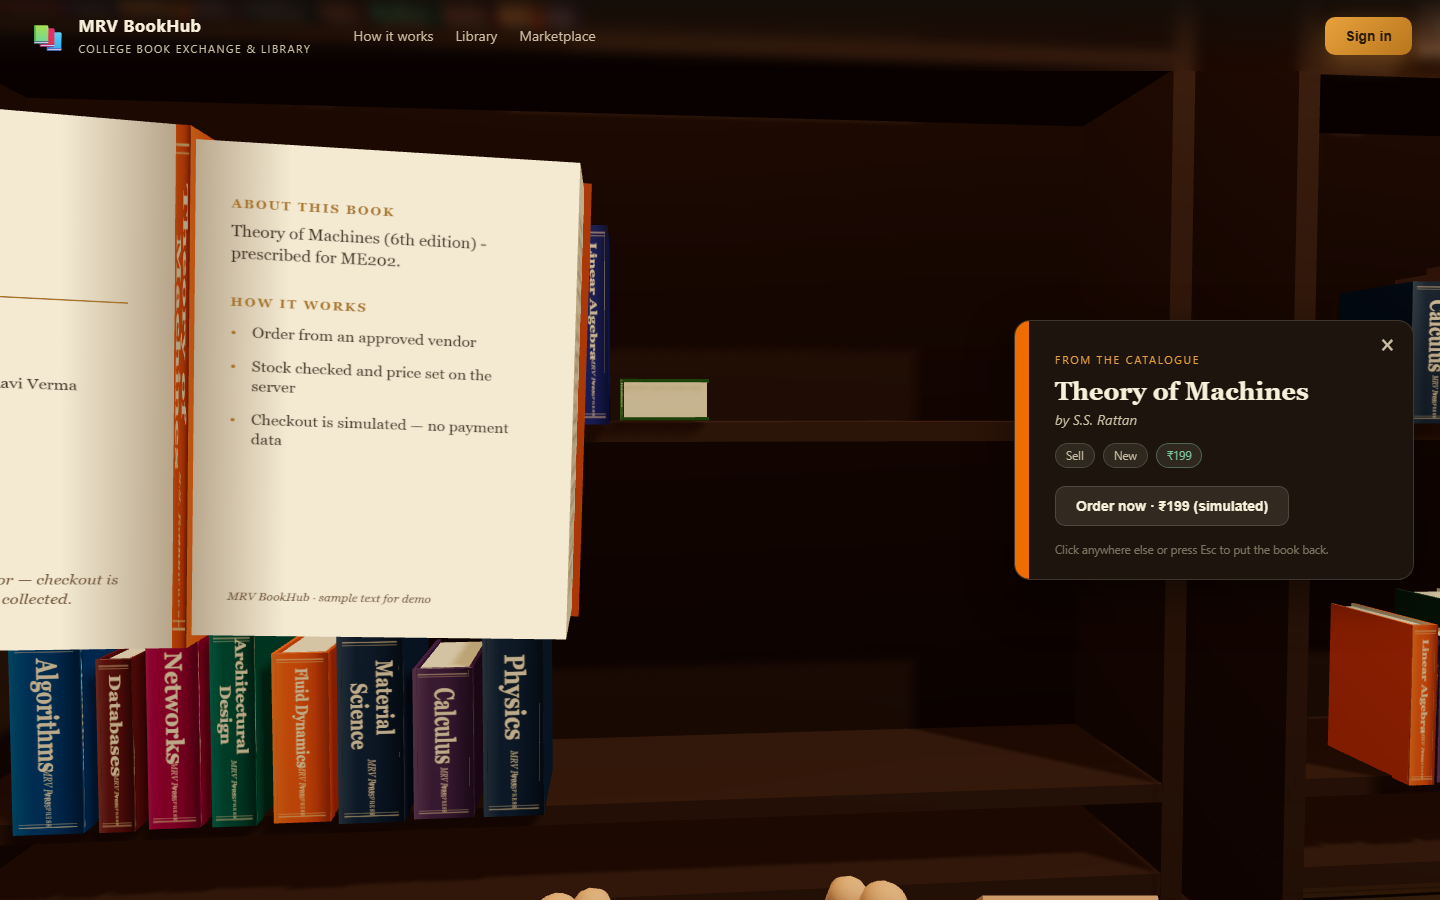 MRV BookHub
COLLEGE BOOK EXCHANGE & LIBRARY
How it works
Library
Marketplace
Sign in
avi Verma
or — checkout is
collected.
ABOUT THIS BOOK
Theory of Machines (6th edition) -
prescribed for ME202.
HOW IT WORKS
• Order from an approved vendor
• Stock checked and price set on the
server
• Checkout is simulated — no payment
data
MRV BookHub · sample text for demo
Linear Algebra
FROM THE CATALOGUE
Theory of Machines
by S.S. Rattan
Sell
New
₹199
Order now · ₹199 (simulated)
Click anywhere else or press Esc to put the book back.
Calculus
Algorithms
Databases
Networks
Architectural
Design
Fluid Dynamics
Material
Science
Calculus
Physics
Linear Algebra